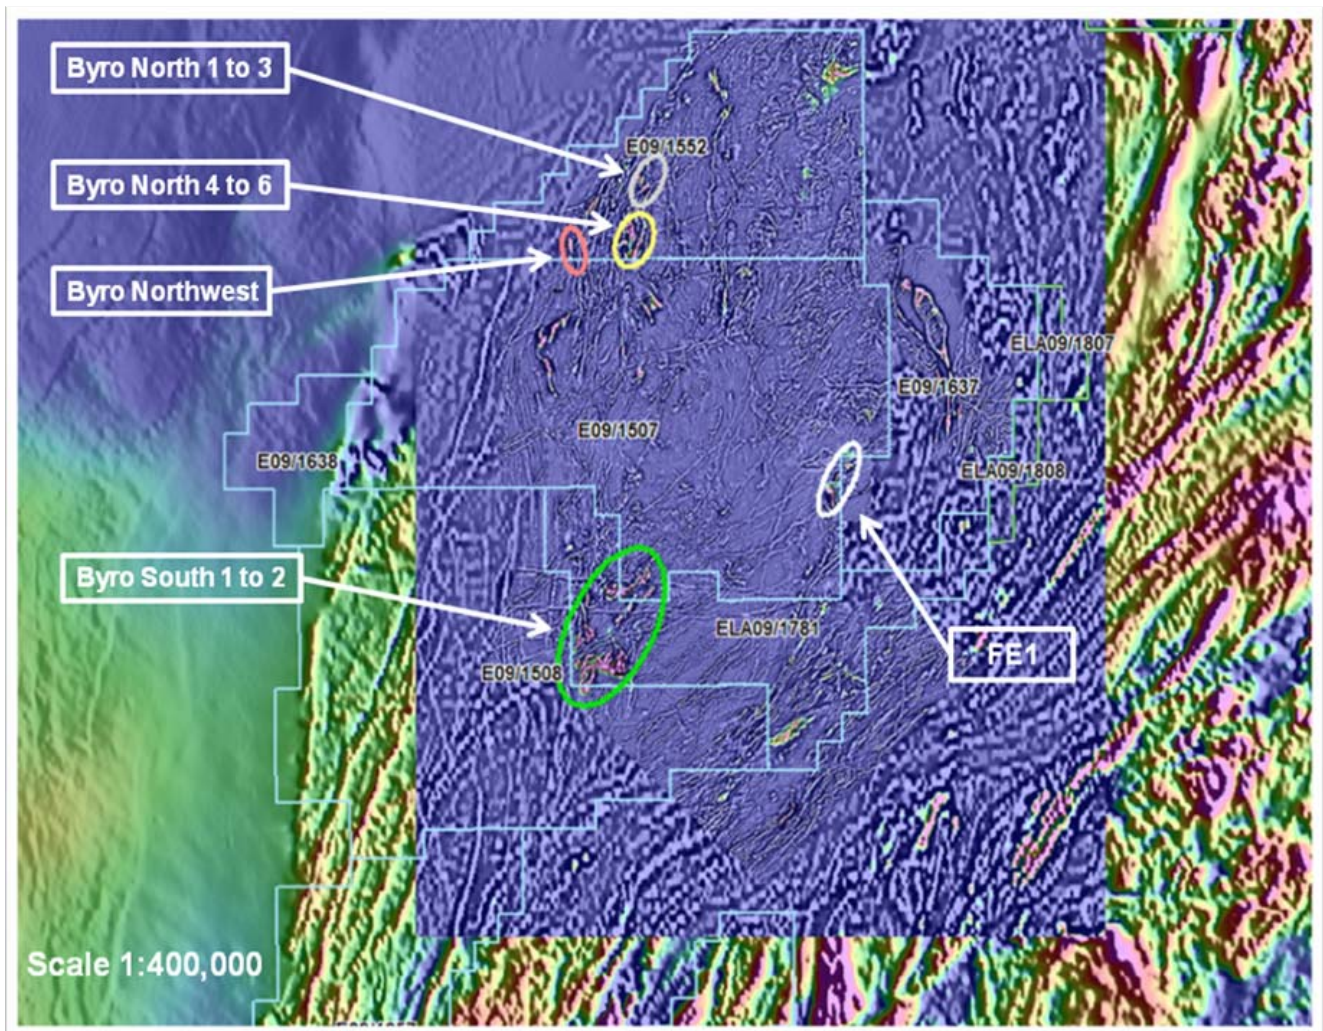 Byro North 1 to 3
E09/1552
Byro North 4 to 6
Byro Northwest
ELA09/1807
E09/1637
E09/1507
E09/1638
ELA09/1808
Byro South 1 to 2
ELA09/1781
FE1
E09/1508
Scale 1:400,000